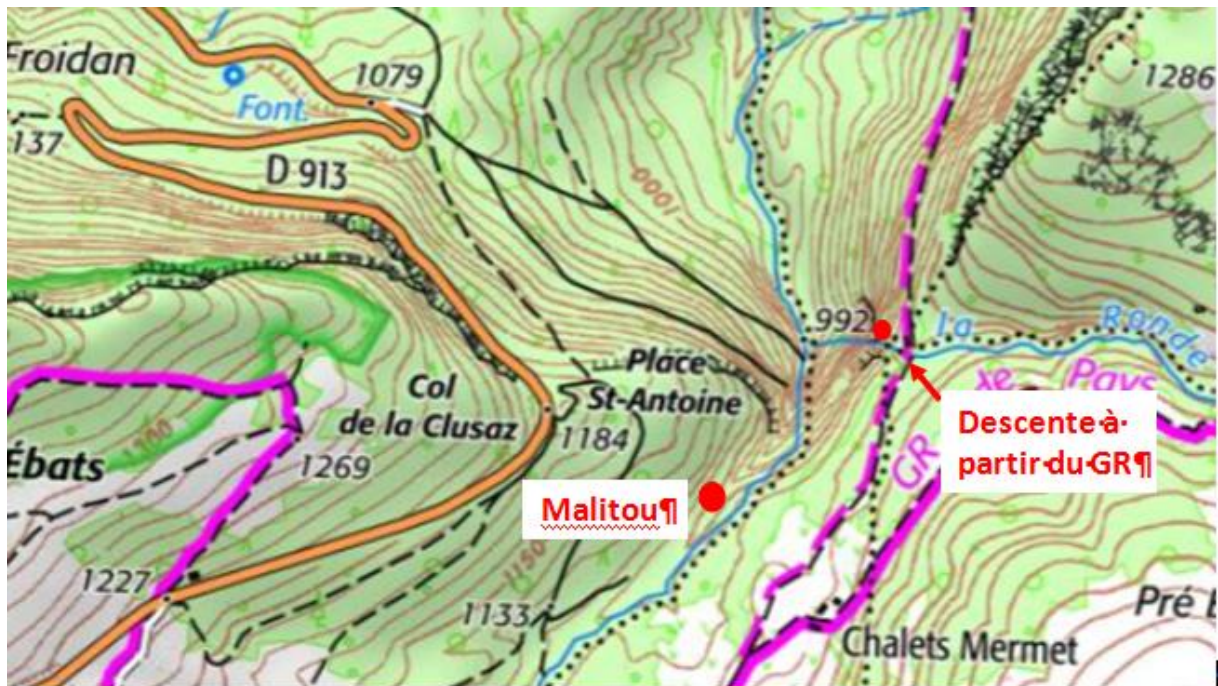 Froidan
1079
1286
Font.
137
D 913
1000
992
la Ronde
Place
St-Antoine
Col
de la Clusaz
1184
xe Pays
Descente·à·
partir·du·GR¶
1100
Ébats
1269
GR
Malitou¶
1150
1227
1133
Pré
Chalets Mermet